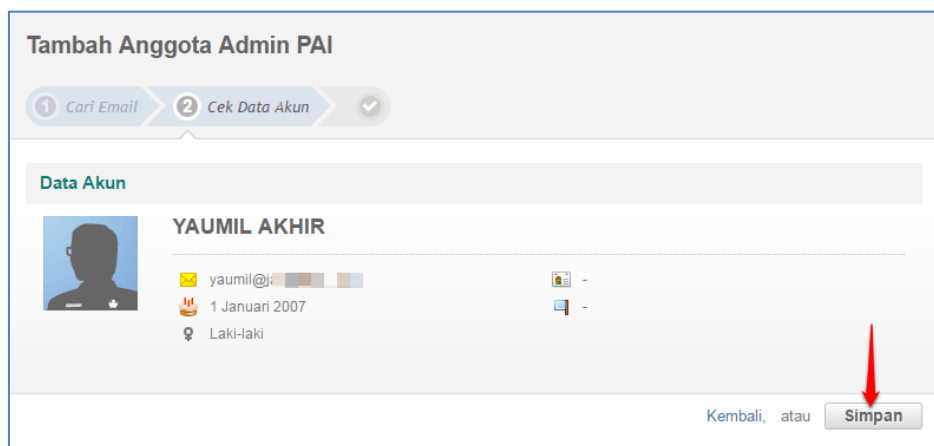 Tambah Anggota Admin PAI
1 Cari Email 2 Cek Data Akun
Data Akun
YAUMIL AKHIR
yaumil@j
-
1 Januari 2007
-
Laki-laki
Kembali, atau Simpan